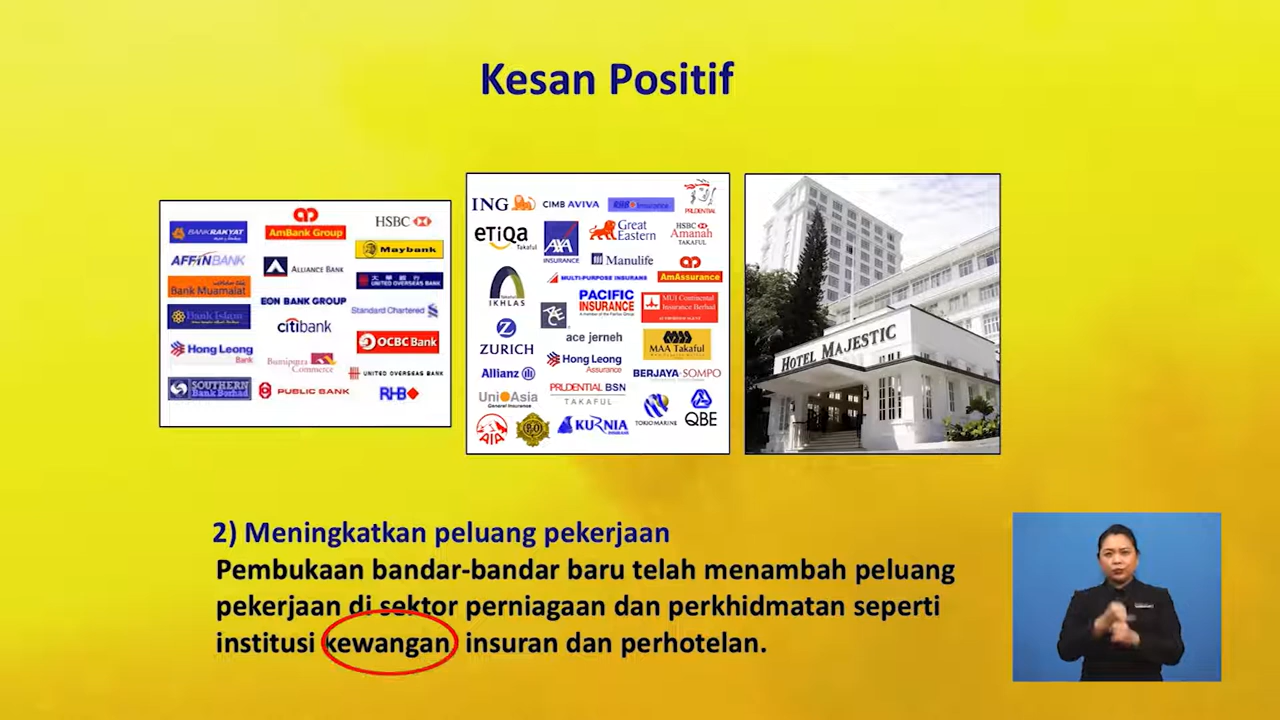 Kesan Positif
BANK RAKYAT
AmBank Group
HSBC
Maybank
AFFINBANK
ALLIANCE BANK
UNITED OVERSEAS BANK
Bank Muamalat
EON BANK GROUP
Standard Chartered
Bank Islam
citibank
OCBC Bank
Hong Leong
Bank
Bumiputra
Commerce
UNITED OVERSEAS BANK
SOUTHERN
Bank Berhad
PUBLIC BANK
RHB
ING
CIMB AVIVA
RHB Insurance
PRUDENTIAL
eTiQa
Takaful
AXA
INSURANCE
Great
Eastern
HSBC
Amanah
TAKAFUL
Manulife
Takaful
IKHLAS
MULTI-PURPOSE INSURANS
AmAssurance
PACIFIC
INSURANCE
MUI Continental
Insurance Berhad
ACE
ace jerneh
ZURICH
Hong Leong
Assurance
MAA Takaful
Allianz
BERJAYA SOMPO
UniAsia
General Insurance
PRUDENTIAL BSN
TAKAFUL
TOKIO MARINE
QBE
AIA
P&O
KURNIA
HOTEL MAJESTIC
2) Meningkatkan peluang pekerjaan
Pembukaan bandar-bandar baru telah menambah peluang
pekerjaan di sektor perniagaan dan perkhidmatan seperti
institusi kewangan, insuran dan perhotelan.